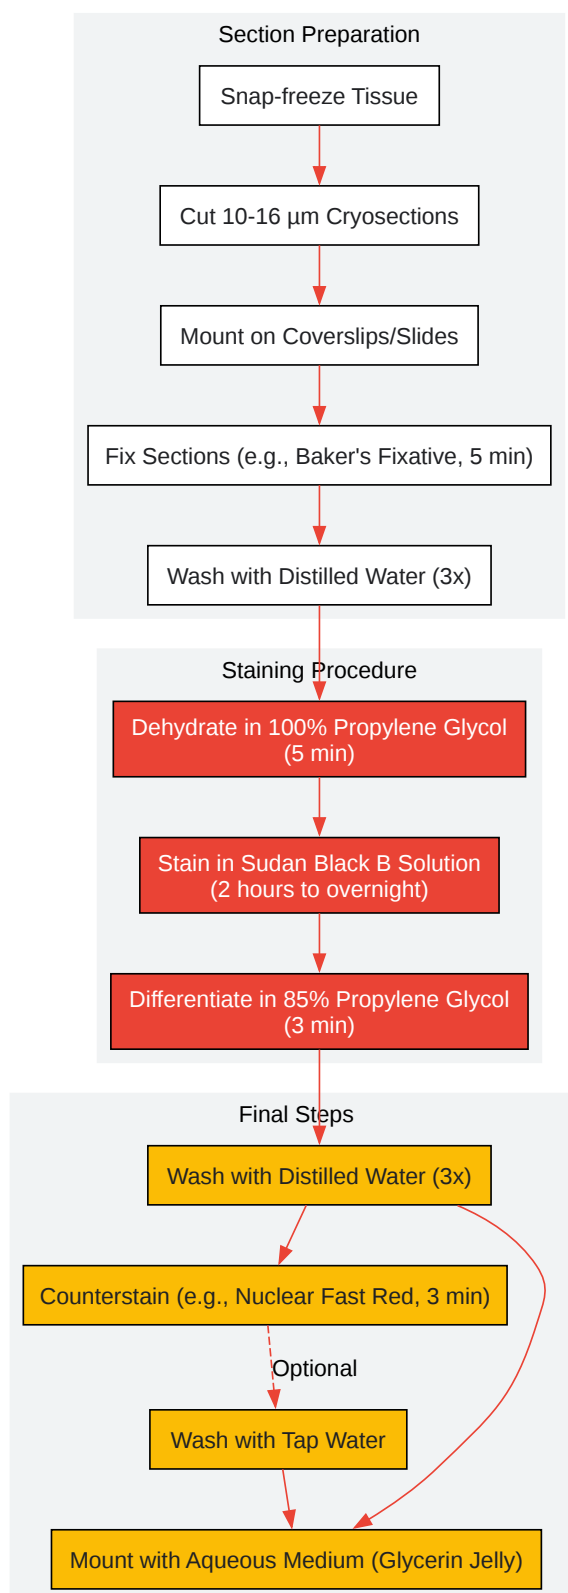 Section Preparation
Snap-freeze Tissue
Cut 10-16 µm Cryosections
Mount on Coverslips/Slides
Fix Sections (e.g., Baker's Fixative, 5 min)
Wash with Distilled Water (3x)
Staining Procedure
Dehydrate in 100% Propylene Glycol
(5 min)
Stain in Sudan Black B Solution
(2 hours to overnight)
Differentiate in 85% Propylene Glycol
(3 min)
Final Steps
Wash with Distilled Water (3x)
Counterstain (e.g., Nuclear Fast Red, 3 min)
Optional
Wash with Tap Water
Mount with Aqueous Medium (Glycerin Jelly)